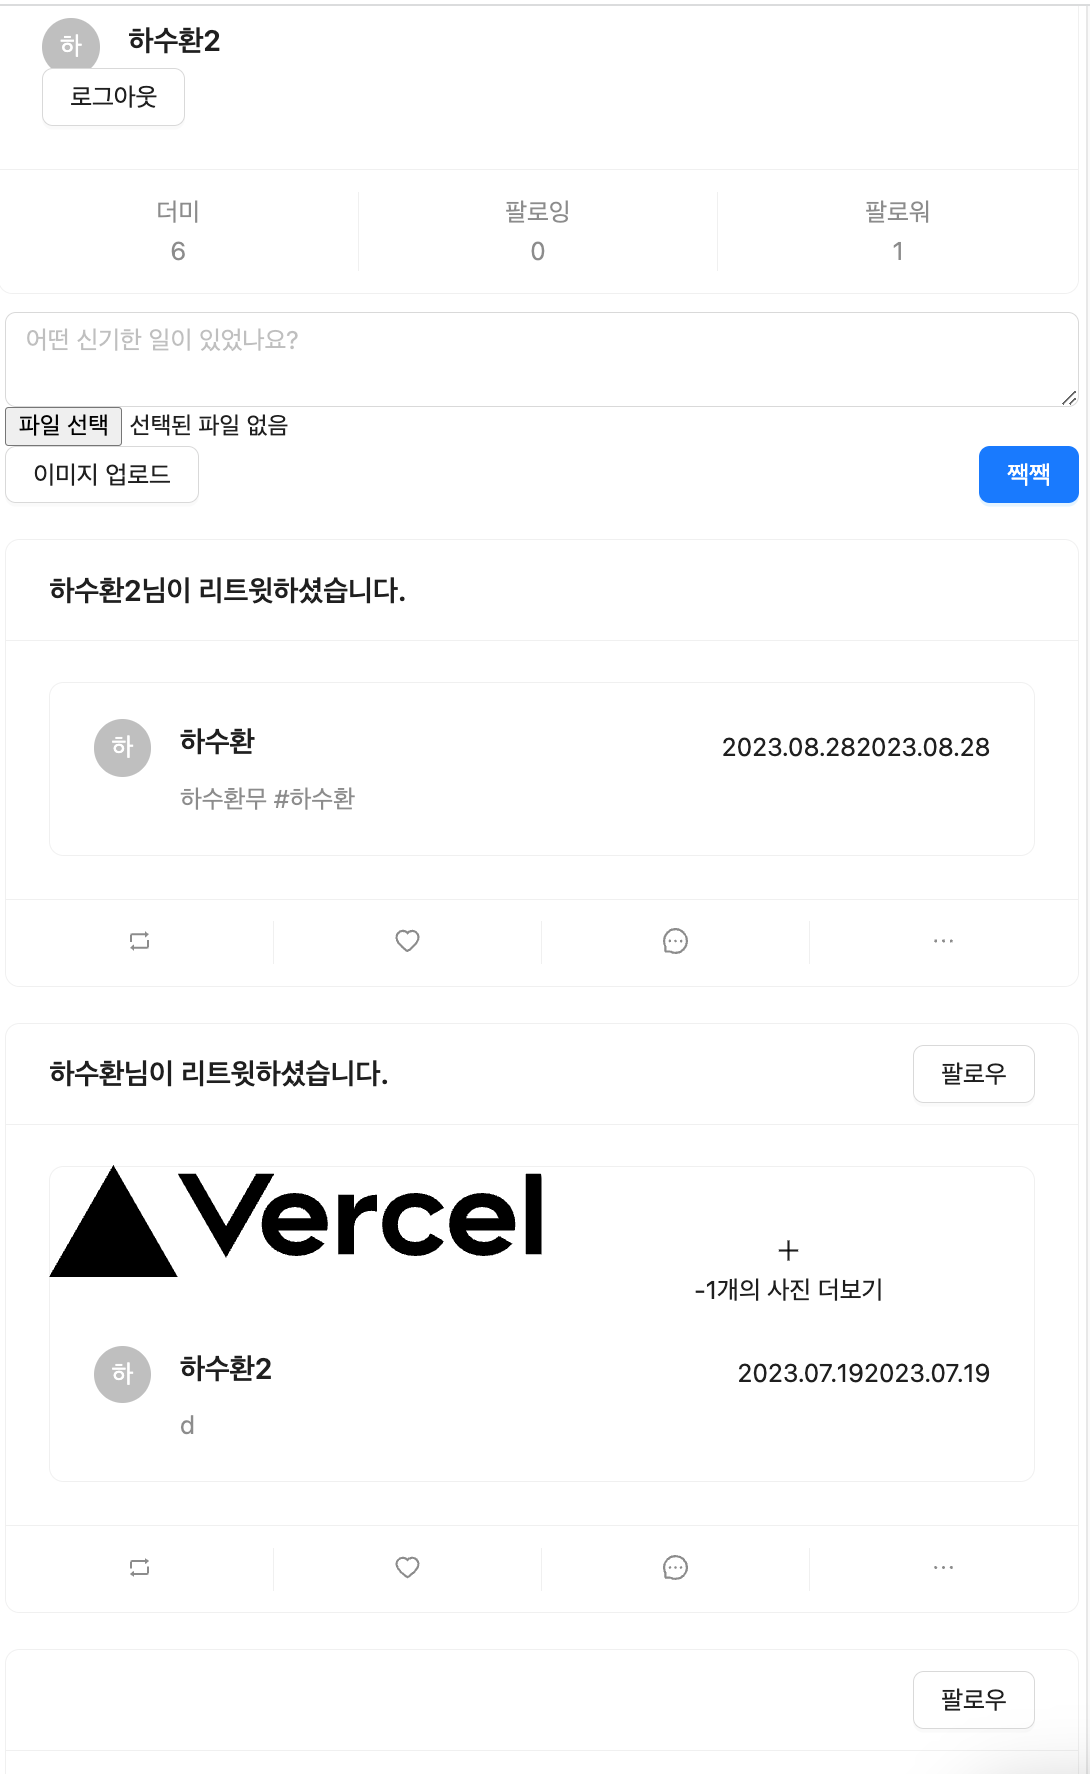 하
하수환2
로그아웃
더미
팔로잉
팔로워
6
0
1
어떤 신기한 일이 있었나요?
파일 선택 선택된 파일 없음
이미지 업로드
짹짹
하수환2님이 리트윗하셨습니다.
하
하수환
2023.08.282023.08.28
하수환무 #하수환
하수환님이 리트윗하셨습니다.
팔로우
Vercel
-1개의 사진 더보기
하
하수환2
2023.07.192023.07.19
d
팔로우